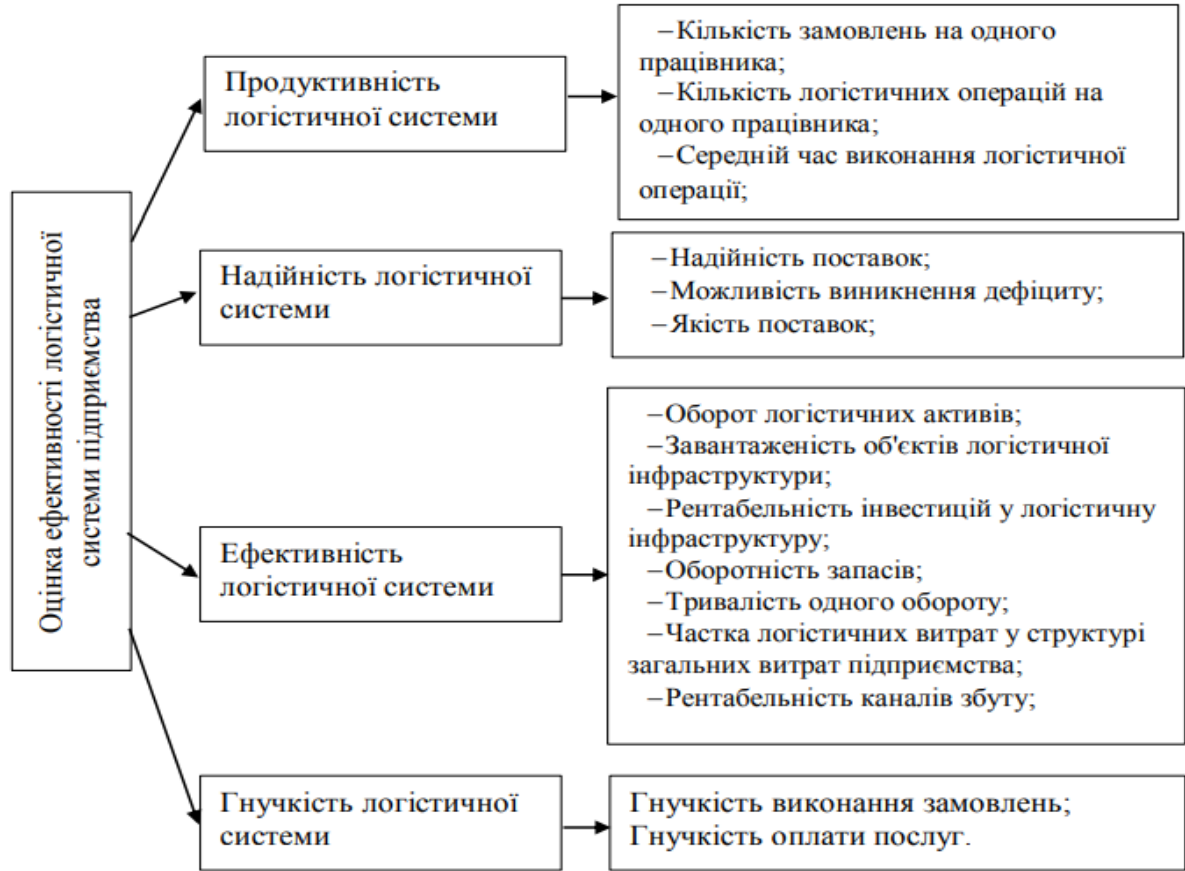 Оцінка ефективності логістичної
системи підприємства
Продуктивність
логістичної системи
–Кількість замовлень на одного
працівника;
–Кількість логістичних операцій на
одного працівника;
–Середній час виконання логістичної
операції;
Надійність логістичної
системи
–Надійність поставок;
–Можливість виникнення дефіциту;
–Якість поставок;
Ефективність
логістичної системи
–Оборот логістичних активів;
–Завантаженість об'єктів логістичної
інфраструктури;
–Рентабельність інвестицій у логістичну
інфраструктуру;
–Оборотність запасів;
–Тривалість одного обороту;
–Частка логістичних витрат у структурі
загальних витрат підприємства;
–Рентабельність каналів збуту;
Гнучкість логістичної
системи
Гнучкість виконання замовлень;
Гнучкість оплати послуг.